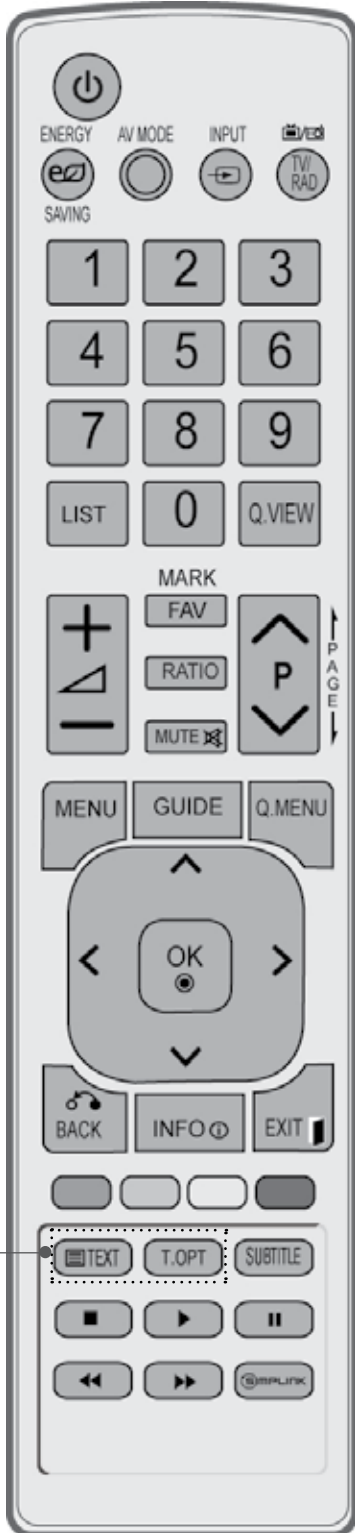 ENERGY AV MODE INPUT
TV/
RAD
SAVING
1 2 3
4 5 6
7 8 9
LIST 0 Q.VIEW
MARK
FAV
RATIO P
PAGE
MUTE
MENU GUIDE Q.MENU
OK
BACK INFO EXIT
TEXT T.OPT SUBTITLE
SIMPLINK